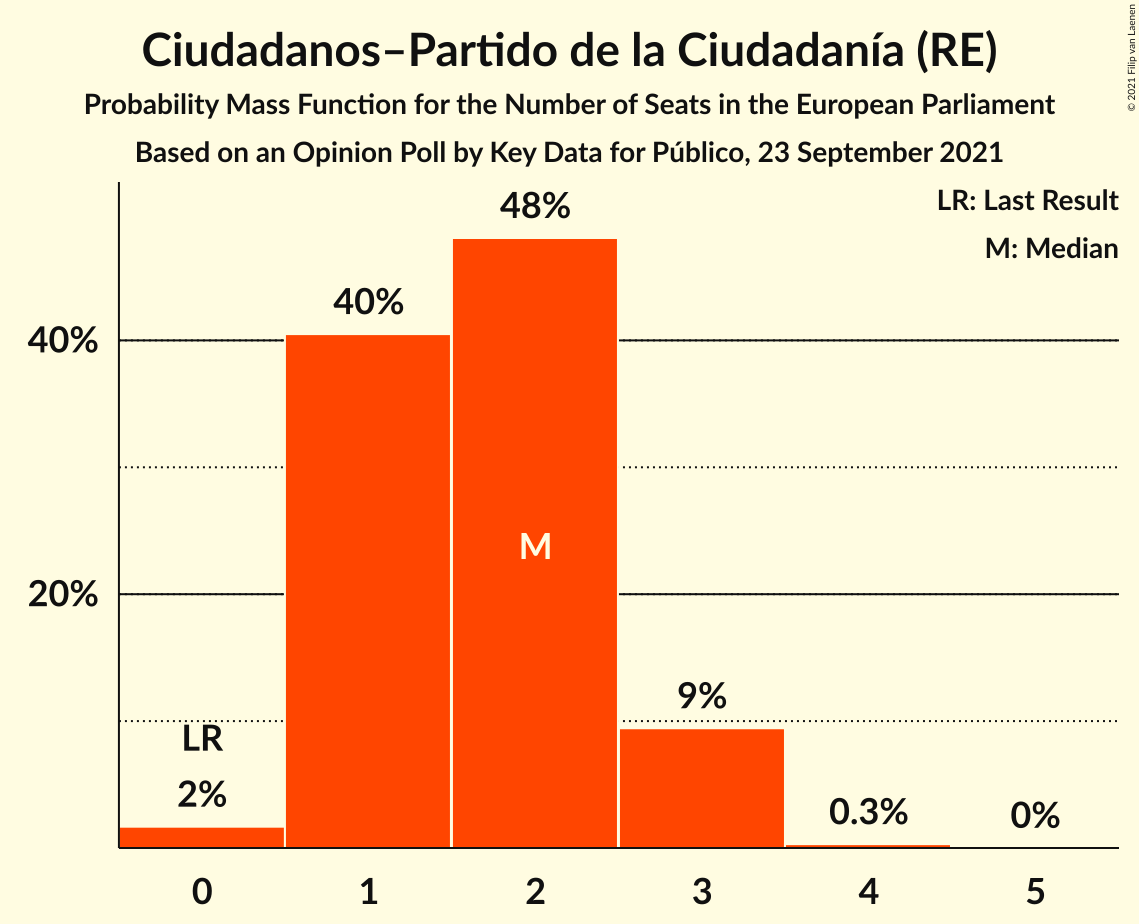 Ciudadanos–Partido de la Ciudadanía (RE)
Probability Mass Function for the Number of Seats in the European Parliament
Based on an Opinion Poll by Key Data for Público, 23 September 2021
© 2021 Filip van Laenen
LR: Last Result
M: Median
48%
40%
40%
M
20%
9%
LR
2%
0.3%
0%
0 1 2 3 4 5